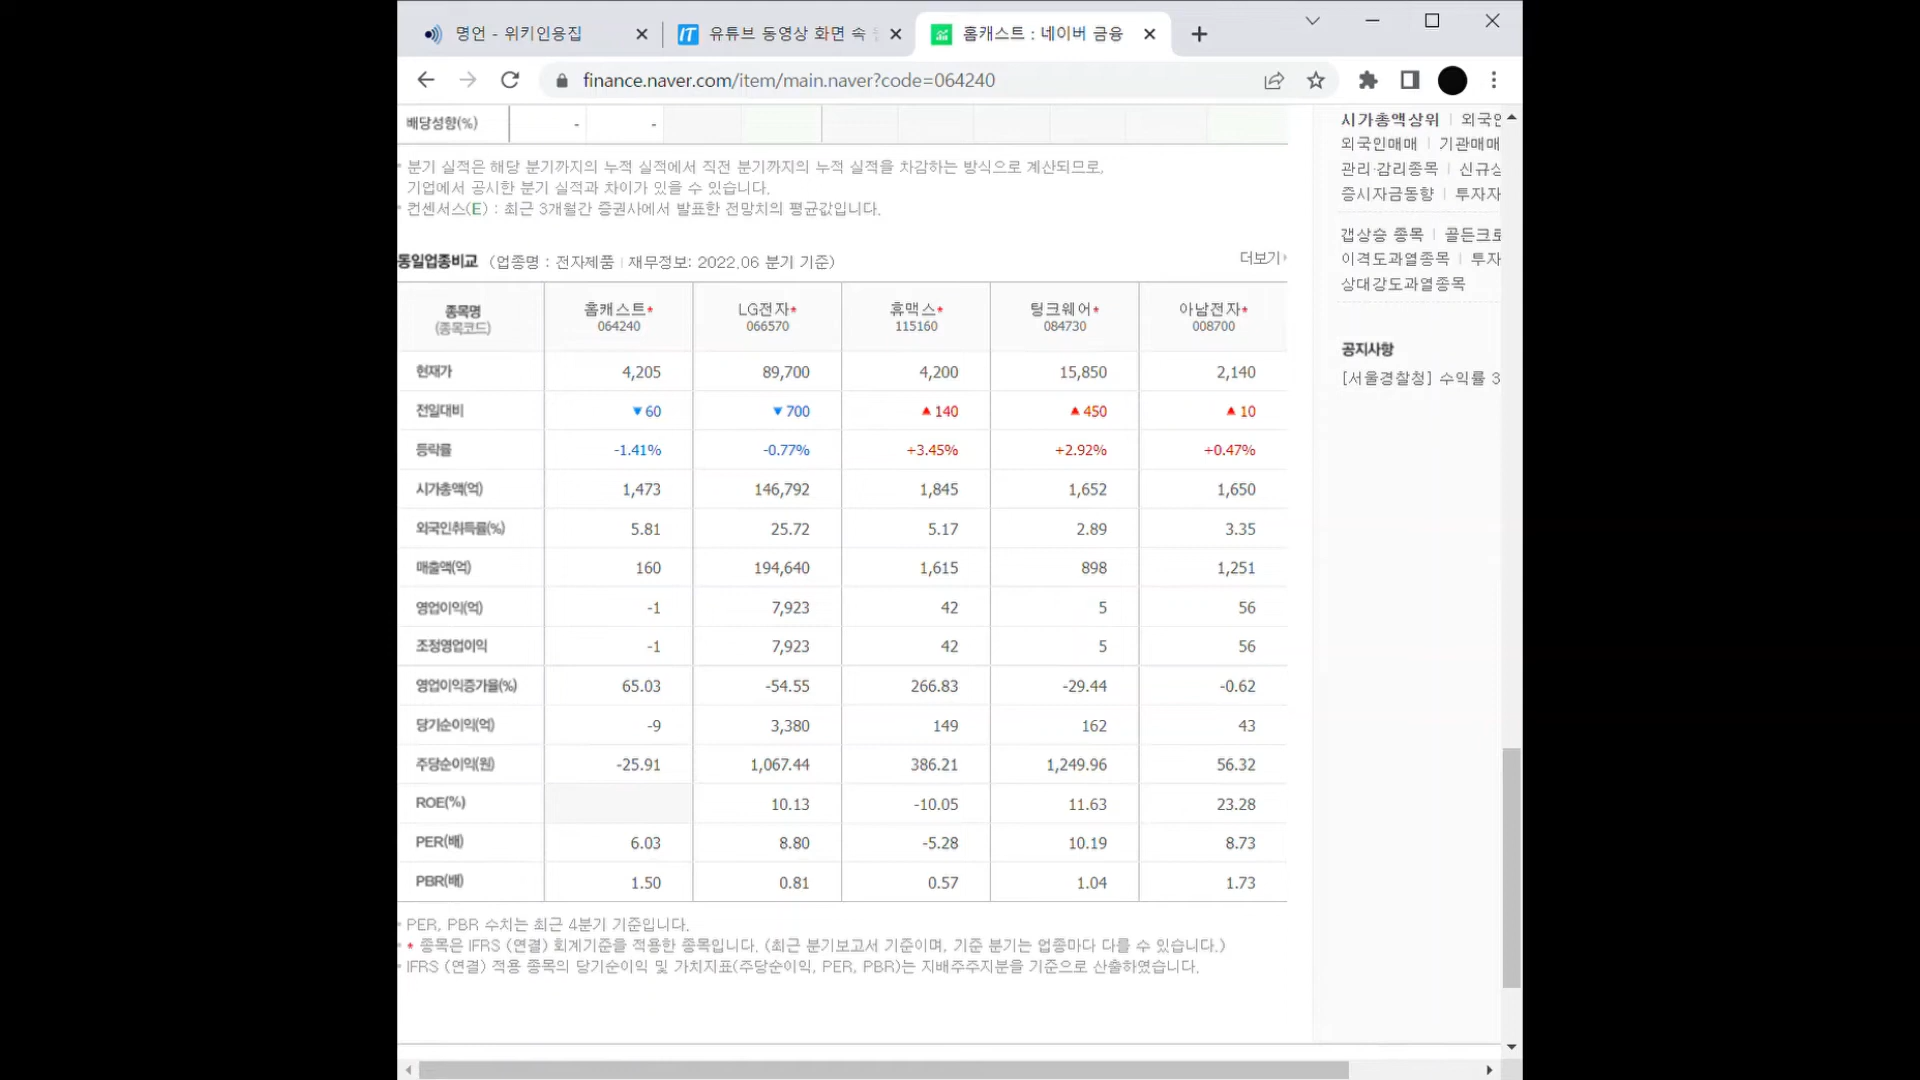 명언 - 위키인용집
유튜브 동영상 화면 속
홈캐스트 : 네이버 금융
finance.naver.com/item/main.naver?code=064240
배당성향(%) - -
* 분기 실적은 해당 분기까지의 누적 실적에서 직전 분기까지의 누적 실적을 차감하는 방식으로 계산되므로,
기업에서 공시한 분기 실적과 차이가 있을 수 있습니다.
* 컨센서스(E) : 최근 3개월간 증권사에서 발표한 전망치의 평균값입니다.
동일업종비교 (업종명 : 전자제품 | 재무정보: 2022.06 분기 기준) 더보기
종목명 홈캐스트* LG전자* 휴맥스* 팅크웨어* 아남전자*
(종목코드) 064240 066570 115160 084730 008700
현재가 4,205 89,700 4,200 15,850 2,140
전일대비 ▼60 ▼700 ▲140 ▲450 ▲10
등락률 -1.41% -0.77% +3.45% +2.92% +0.47%
시가총액(억) 1,473 146,792 1,845 1,652 1,650
외국인취득률(%) 5.81 25.72 5.17 2.89 3.35
매출액(억) 160 194,640 1,615 898 1,251
영업이익(억) -1 7,923 42 5 56
조정영업이익 -1 7,923 42 5 56
영업이익증가율(%) 65.03 -54.55 266.83 -29.44 -0.62
당기순이익(억) -9 3,380 149 162 43
주당순이익(원) -25.91 1,067.44 386.21 1,249.96 56.32
ROE(%) 10.13 -10.05 11.63 23.28
PER(배) 6.03 8.80 -5.28 10.19 8.73
PBR(배) 1.50 0.81 0.57 1.04 1.73
* PER, PBR 수치는 최근 4분기 기준입니다.
* * 종목은 IFRS (연결) 회계기준을 적용한 종목입니다. (최근 분기보고서 기준이며, 기준 분기는 업종마다 다를 수 있습니다.)
* IFRS (연결) 적용 종목의 당기순이익 및 가치지표(주당순이익, PER, PBR)는 지배주주지분을 기준으로 산출하였습니다.
시가총액상위 | 외국인
외국인매매 | 기관매매
관리·감리종목 | 신규상
증시자금동향 | 투자자
갭상승 종목 | 골든크로
이격도과열종목 | 투자
상대강도과열종목
공지사항
[서울경찰청] 수익률 3